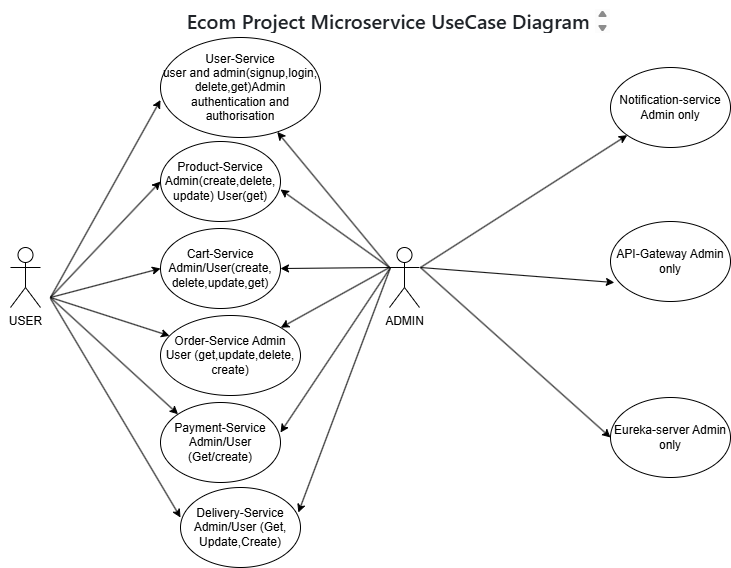 Ecom Project Microservice UseCase Diagram
User-Service
user and admin(signup,login,
delete,get)Admin
authentication and
authorisation
Product-Service
Admin(create,delete,
update) User(get)
Cart-Service
Admin/User(create,
delete,update,get)
Order-Service Admin
User (get,update,delete,
create)
Payment-Service
Admin/User
(Get/create)
Delivery-Service
Admin/User (Get,
Update,Create)
USER
ADMIN
Notification-service
Admin only
API-Gateway Admin
only
Eureka-server Admin
only